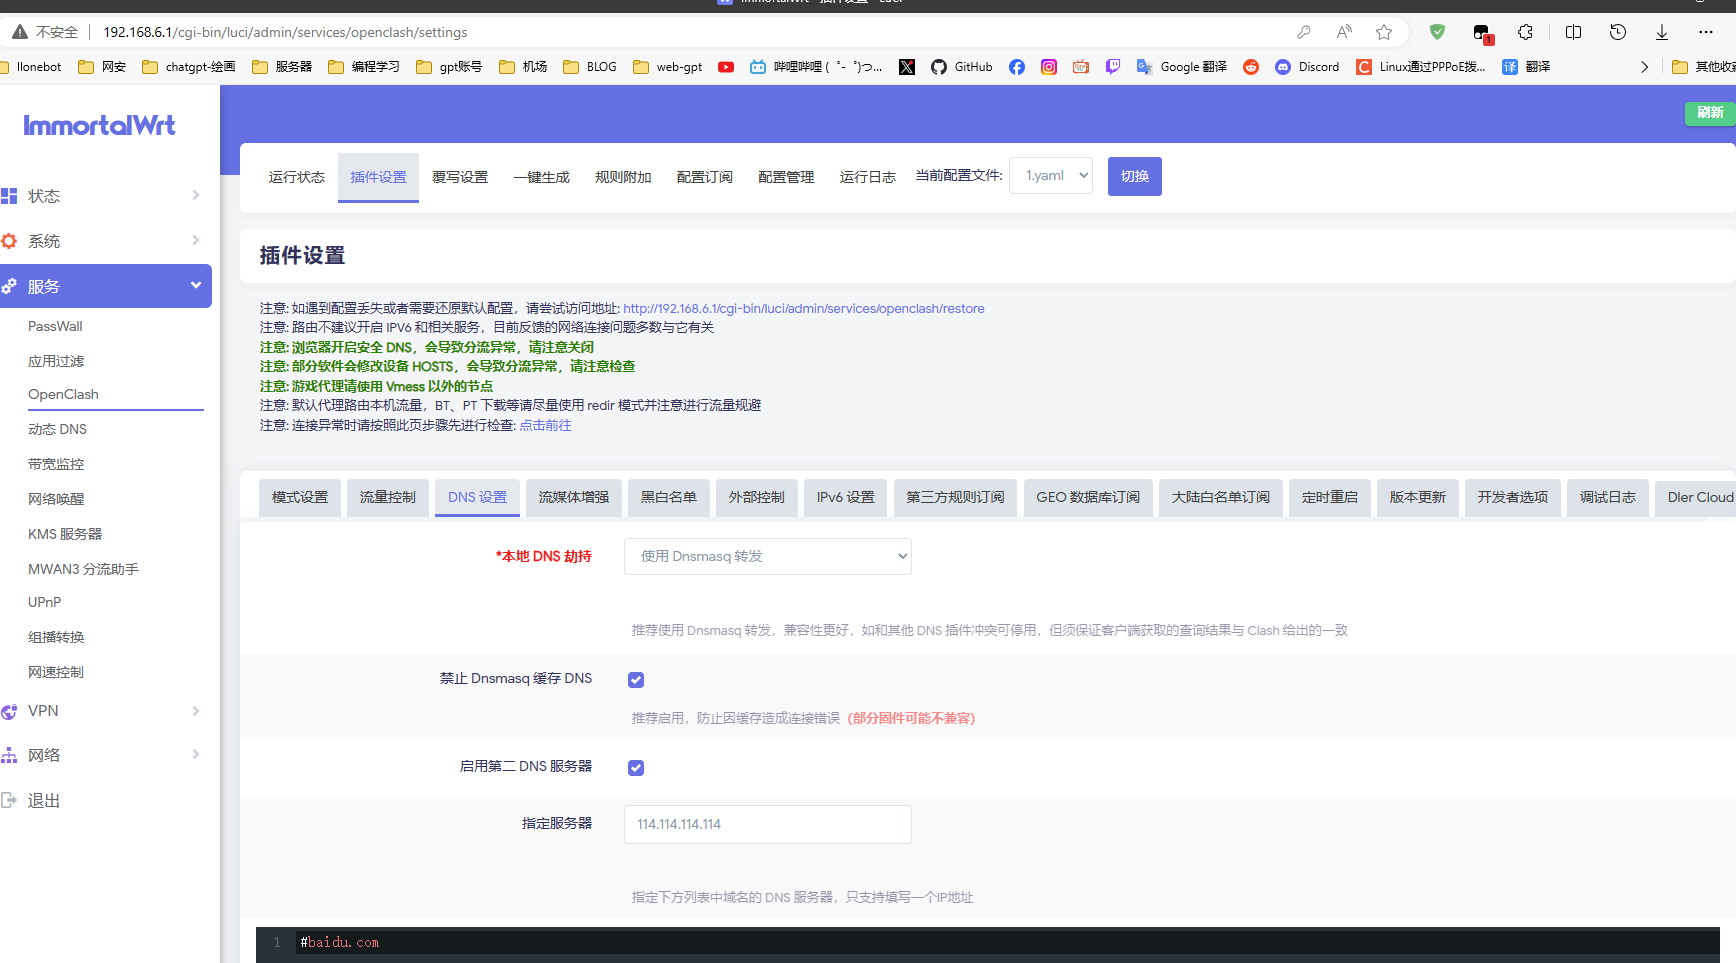 不安全 192.168.6.1/cgi-bin/luci/admin/services/openclash/settings
llonebot 网安 chatgpt-绘画 服务器 编程学习 gpt账号 机场 BLOG web-gpt 哔哩哔哩 ( ゜- ゜)つ... GitHub Google 翻译 Discord Linux通过PPPoE拨... 翻译 其他收藏
ImmortalWrt
刷新
运行状态 插件设置 覆写设置 一键生成 规则附加 配置订阅 配置管理 运行日志 当前配置文件: 1.yaml 切换
状态
系统
服务
PassWall
应用过滤
OpenClash
动态 DNS
带宽监控
网络唤醒
KMS 服务器
MWAN3 分流助手
UPnP
组播转换
网速控制
VPN
网络
退出
插件设置
注意: 如遇到配置丢失或者需要还原默认配置，请尝试访问地址: http://192.168.6.1/cgi-bin/luci/admin/services/openclash/restore
注意: 路由不建议开启 IPV6 和相关服务，目前反馈的网络连接问题多数与它有关
注意: 浏览器开启安全 DNS，会导致分流异常，请注意关闭
注意: 部分软件会修改设备 HOSTS，会导致分流异常，请注意检查
注意: 游戏代理请使用 Vmess 以外的节点
注意: 默认代理路由本机流量，BT、PT 下载等请尽量使用 redir 模式并注意进行流量规避
注意: 连接异常时请按照此页步骤先进行检查: 点击前往
模式设置 流量控制 DNS 设置 流媒体增强 黑白名单 外部控制 IPv6 设置 第三方规则订阅 GEO 数据库订阅 大陆白名单订阅 定时重启 版本更新 开发者选项 调试日志 Dler Cloud
*本地 DNS 劫持 使用 Dnsmasq 转发
推荐使用 Dnsmasq 转发，兼容性更好，如和其他 DNS 插件冲突可停用，但须保证客户端获取的查询结果与 Clash 给出的一致
禁止 Dnsmasq 缓存 DNS
推荐启用，防止因缓存造成连接错误（部分固件可能不兼容）
启用第二 DNS 服务器
指定服务器 114.114.114.114
指定下方列表中域名的 DNS 服务器，只支持填写一个IP地址
1 #baidu.com